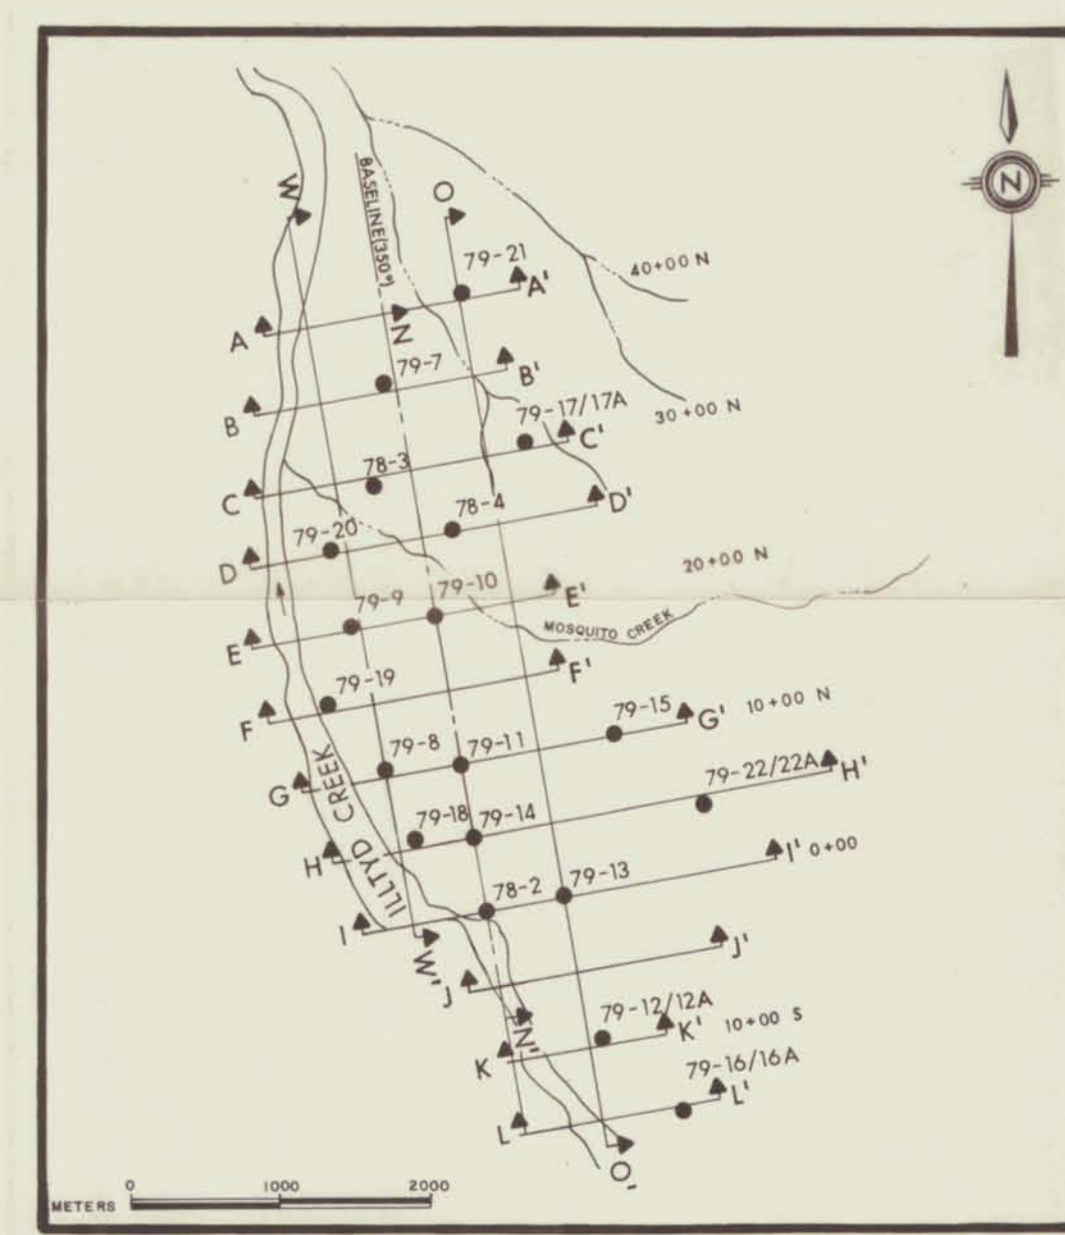 W
O
BASELINE(350°)
N
79-21
40+00 N
A
A'
N
79-7
B
B'
79-17/17A
30+00 N
C
C'
78-3
78-4
D
D'
79-20
20+00 N
79-9
79-10
E
E'
MOSQUITO CREEK
79-19
F
F'
79-15
G
G'
10+00 N
79-8
79-11
79-22/22A
H'
79-18
79-14
ILLTYD CREEK
H
I' 0+00
78-2
79-13
I
W'
J
J'
79-12/12A
N'
K
K'
10+00 S
79-16/16A
L
L'
O'
0 1000 2000
METERS